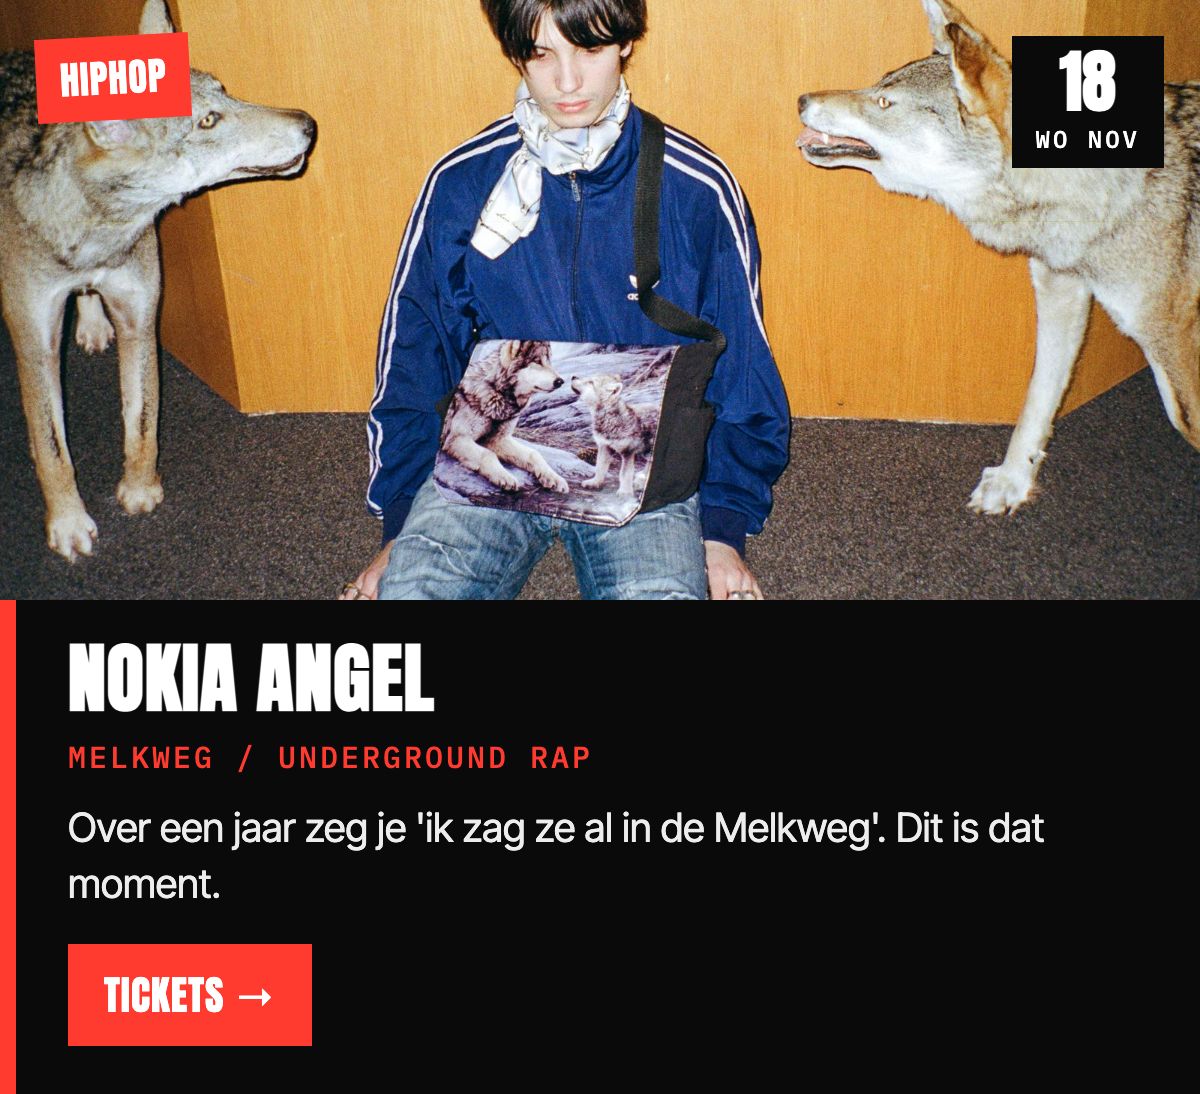 HIPHOP
18
WO NOV
NOKIA ANGEL
MELKWEG / UNDERGROUND RAP
Over een jaar zeg je 'ik zag ze al in de Melkweg'. Dit is dat
moment.
TICKETS →